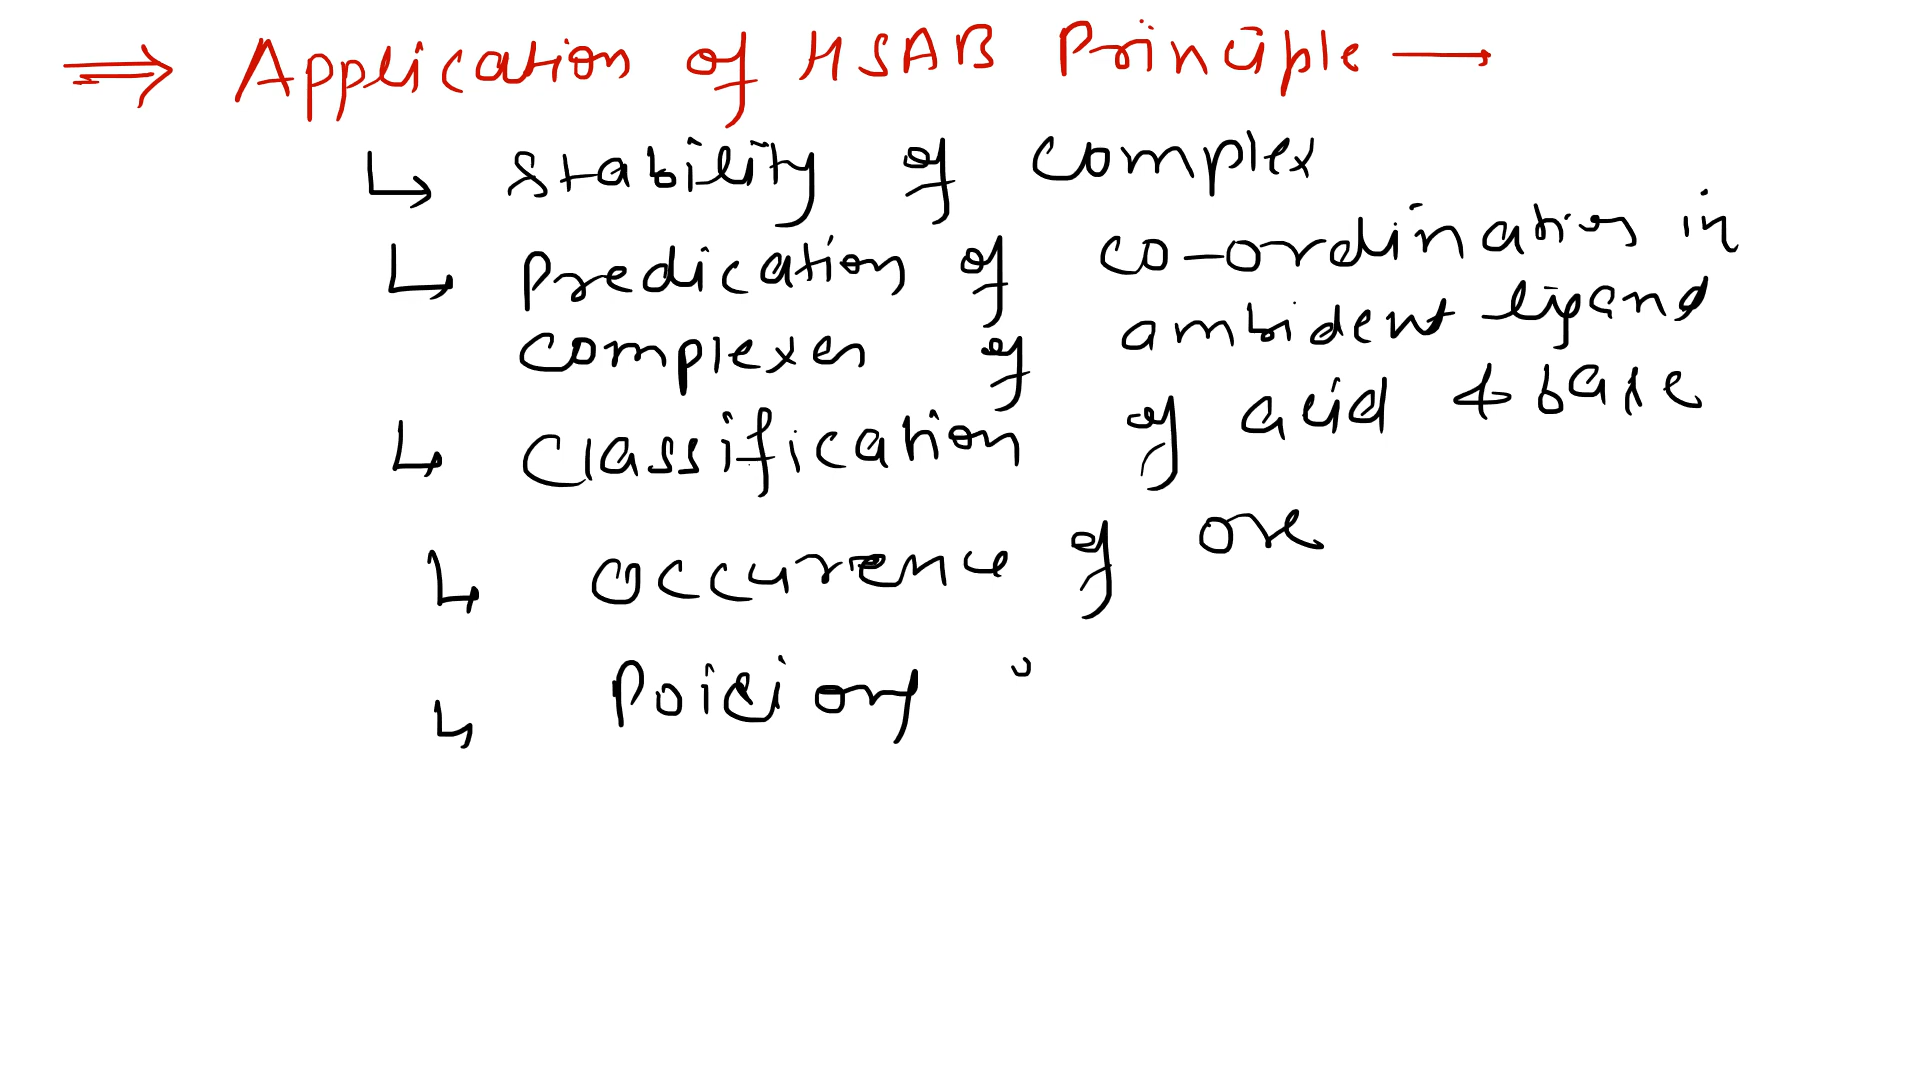 ⇒ Application of HSAB Principle →
↳ Stability of complex
↳ Predication of co-ordination in
complexes of ambident ligand
↳ Classification of acid & base
↳ Occurence of ore
↳